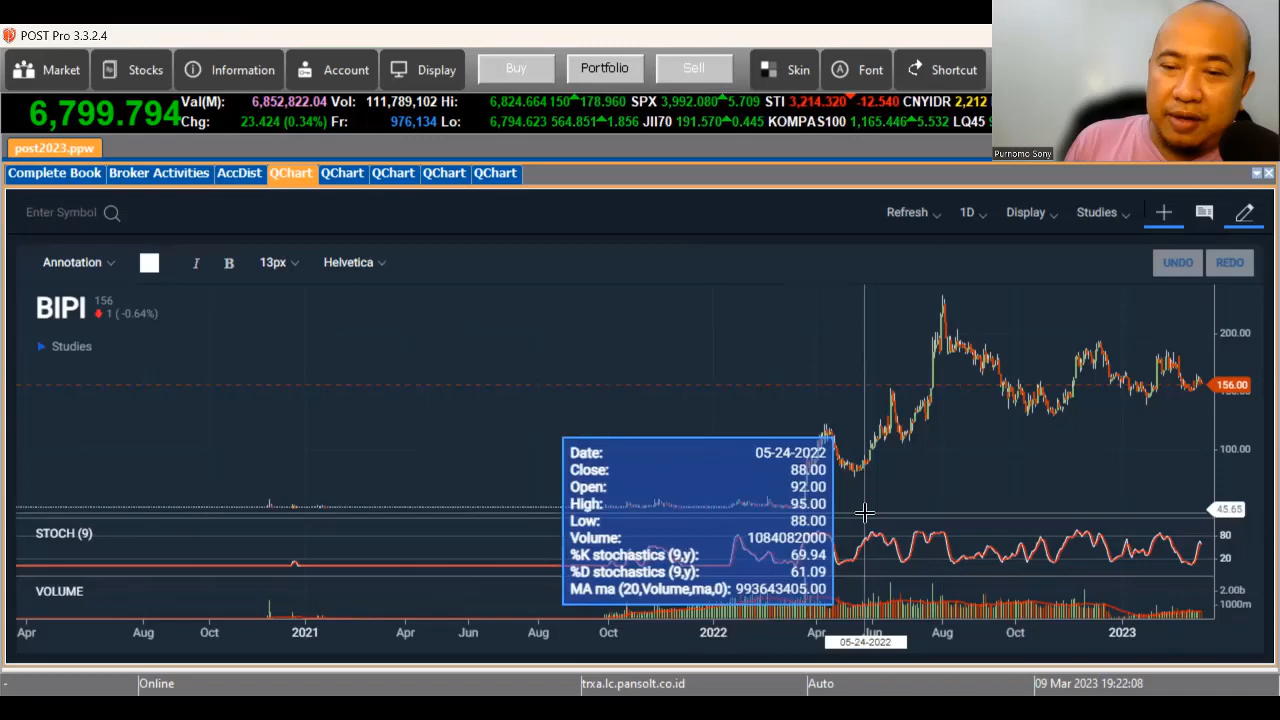 POST Pro 3.3.2.4
Market Stocks Information Account Display Buy Portfolio Sell Skin Font Shortcut
6,799.794
Val(M): 6,852,822.04 Vol: 111,789,102 Hi: 6,824.664 150 178.960 SPX 3,992.080 5.709 STI 3,214.320 -12.540 CNYIDR 2,212
Chg: 23.424 (0.34%) Fr: 976,134 Lo: 6,794.623 564.851 1.856 JII70 191.570 0.445 KOMPAS100 1,165.446 5.532 LQ45
Purnomo Sony
post2023.ppw
Complete Book Broker Activities AccDist QChart QChart QChart QChart QChart
Enter Symbol Refresh 1D Display Studies
Annotation I B 13px Helvetica UNDO REDO
BIPI 156
1 ( -0.64%)
Studies
200.00
156.00
100.00
45.65
Date: 05-24-2022
Close: 88.00
Open: 92.00
High: 95.00
Low: 88.00
Volume: 1084082000
%K stochastics (9,y): 69.94
%D stochastics (9,y): 61.09
MA ma (20,Volume,ma,0): 993643405.00
STOCH (9)
80
20
VOLUME
2.00b
1000m
Apr Aug Oct 2021 Apr Jun Aug Oct 2022 Apr Jun Aug Oct 2023
05-24-2022
- Online trxa.lc.pansolt.co.id Auto 09 Mar 2023 19:22:08